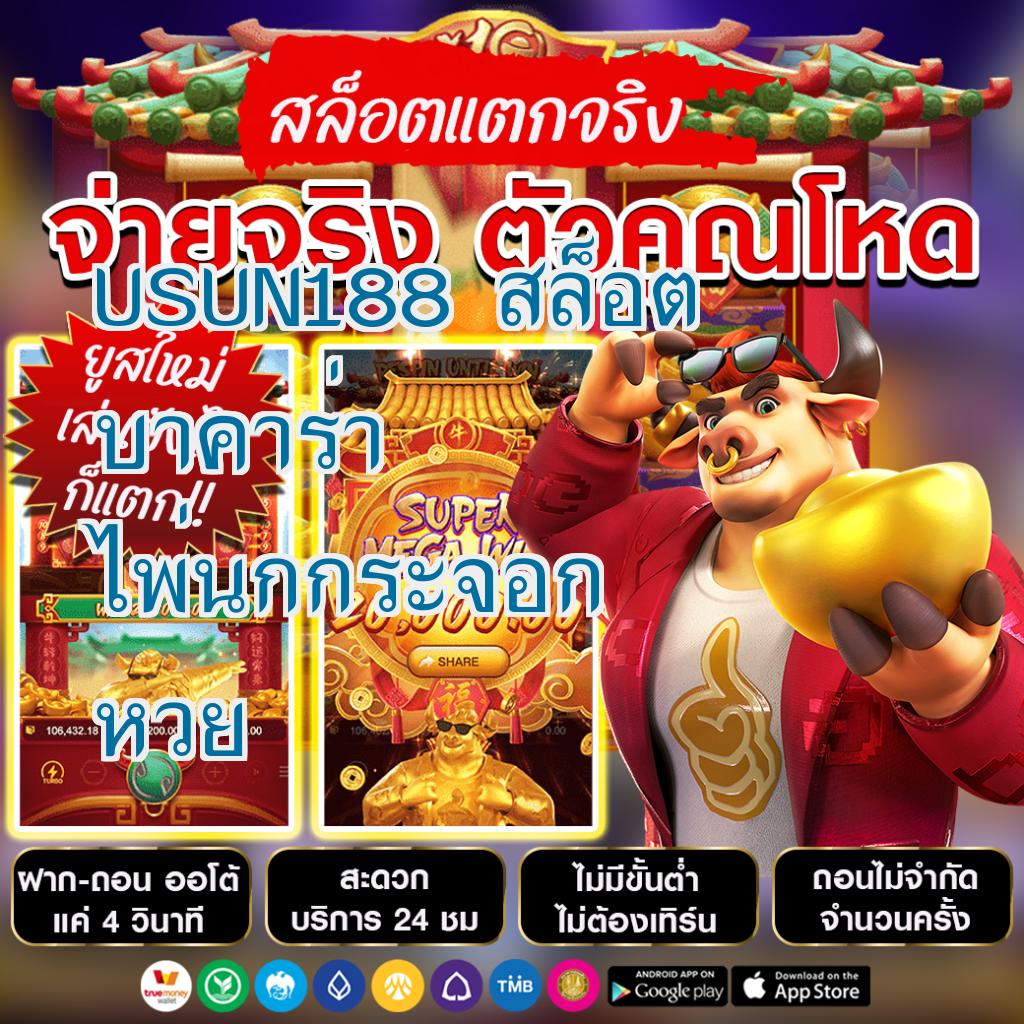 สล็อตแตกจริง
จ่ายจริง ตัวคูณโหด
USUN188 สล็อต
บาคาร่า
ไพ่นกกระจอก
หวย
ยูสใหม่
ก็แตก!!
SUPER
MEGA
SHARE
106,432.18
TURBO
0.00
ฝาก-ถอน ออโต้
แค่ 4 วินาที
สะดวก
บริการ 24 ชม
ไม่มีขั้นต่ำ
ไม่ต้องเทิร์น
ถอนไม่จำกัด
จำนวนครั้ง
truemoney
wallet
TMB
ANDROID APP ON
Google play
Download on the
App Store